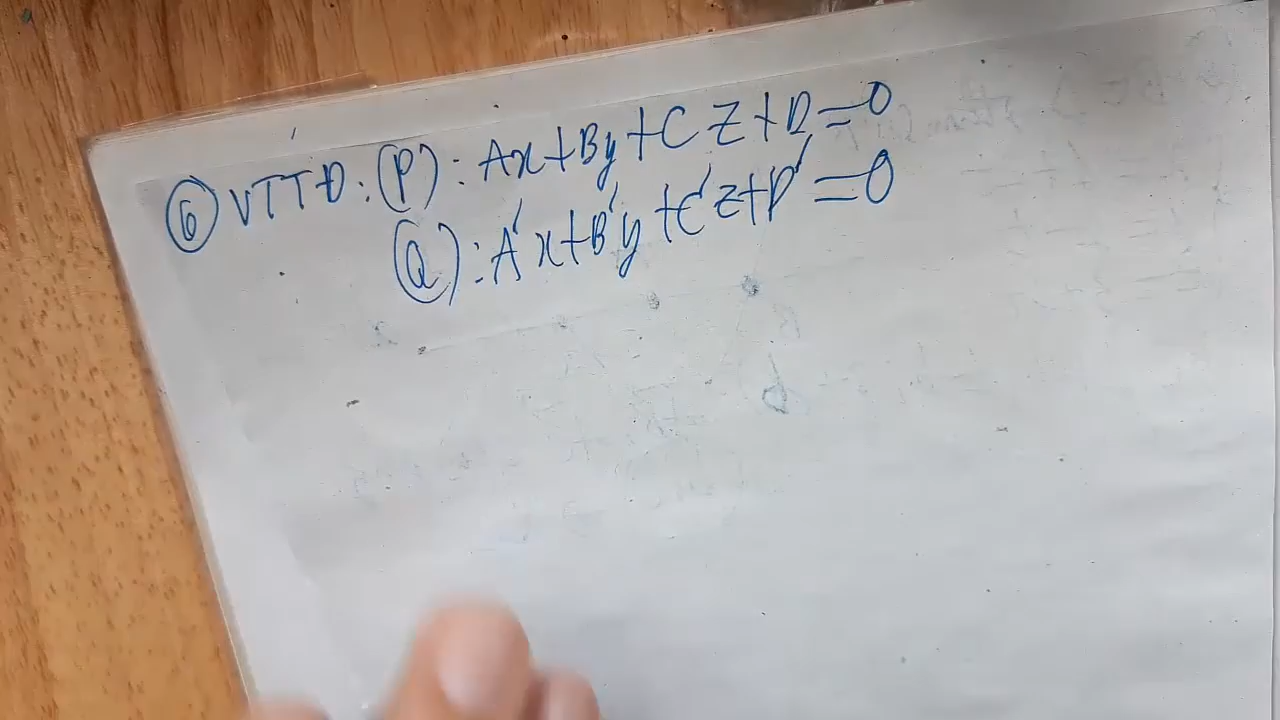 ⑥ VTTĐ: (P): Ax+By+Cz+D=0
(Q): A'x+B'y+C'z+D'=0